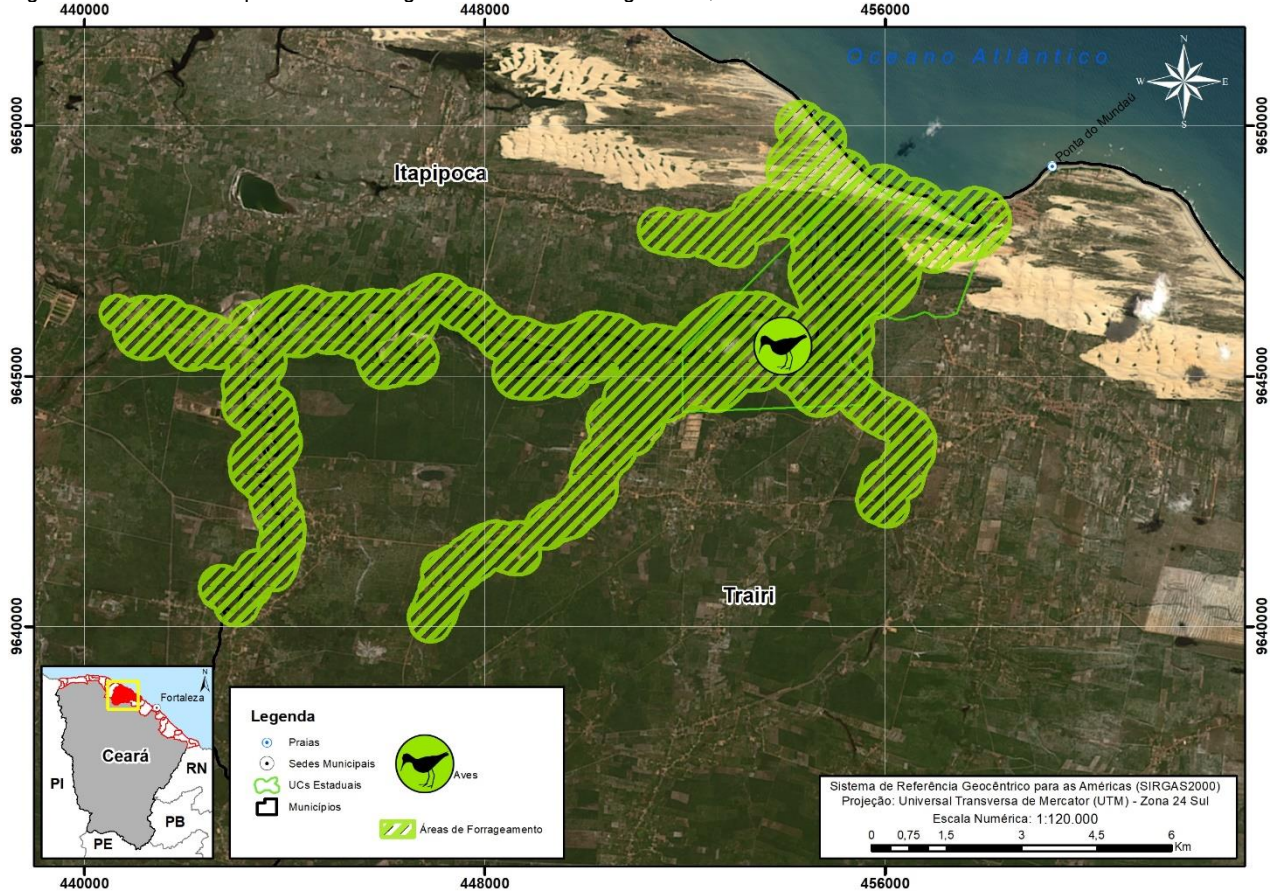 440000 448000 456000
Oceano Atlântico
N
W E
S
Ponta do Mundaú
9650000 9650000
Itapipoca
9645000 9645000
Trairi
9640000 9640000
N
Fortaleza
Ceará
PI
RN
PB
PE
Legenda
Praias
Sedes Municipais
UCs Estaduais
Municípios
Aves
Áreas de Forrageamento
Sistema de Referência Geocêntrico para as Américas (SIRGAS2000)
Projeção: Universal Transversa de Mercator (UTM) - Zona 24 Sul
Escala Numérica: 1:120.000
0 0,75 1,5 3 4,5 6
Km
440000 448000 456000